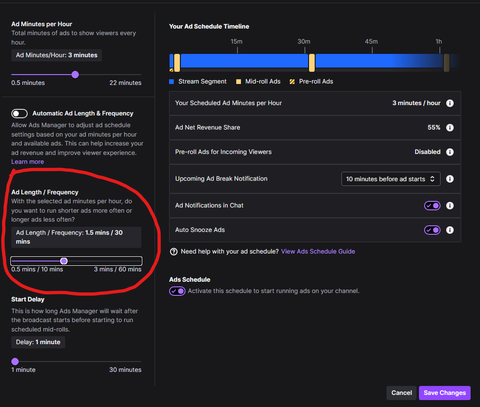 Ad Minutes per Hour
Total minutes of ads to show viewers every
hour.
Ad Minutes/Hour: 3 minutes
0.5 minutes 22 minutes
Automatic Ad Length & Frequency
Allow Ads Manager to adjust ad schedule
settings based on your ad minutes per hour
and available ads. This can help increase your
ad revenue and improve viewer experience.
Learn more
Ad Length / Frequency
With the selected ad minutes per hour, do
you want to run shorter ads more often or
longer ads less often?
Ad Length / Frequency: 1.5 mins / 30
mins
0.5 mins / 10 mins 3 mins / 60 mins
Start Delay
This is how long Ads Manager will wait after
the broadcast starts before starting to run
scheduled mid-rolls.
Delay: 1 minute
1 minute 30 minutes
Your Ad Schedule Timeline
15m 30m 45m 1h
Stream Segment Mid-roll Ads Pre-roll Ads
Your Scheduled Ad Minutes per Hour 3 minutes / hour
Ad Net Revenue Share 55%
Pre-roll Ads for Incoming Viewers Disabled
Upcoming Ad Break Notification 10 minutes before ad starts
Ad Notifications in Chat
Auto Snooze Ads
Need help with your ad schedule? View Ads Schedule Guide
Ads Schedule
Activate this schedule to start running ads on your channel.
Cancel Save Changes